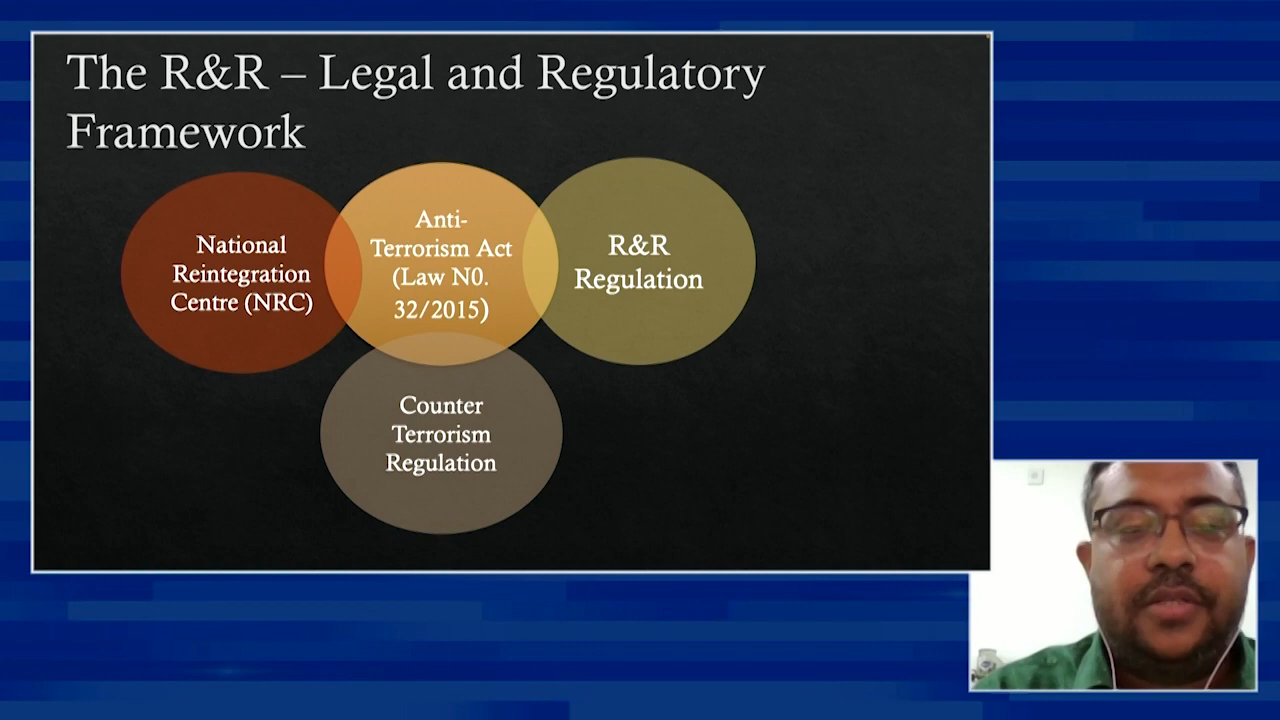 The R&R – Legal and Regulatory
Framework
National
Reintegration
Centre (NRC)
Anti-
Terrorism Act
(Law N0.
32/2015)
R&R
Regulation
Counter
Terrorism
Regulation